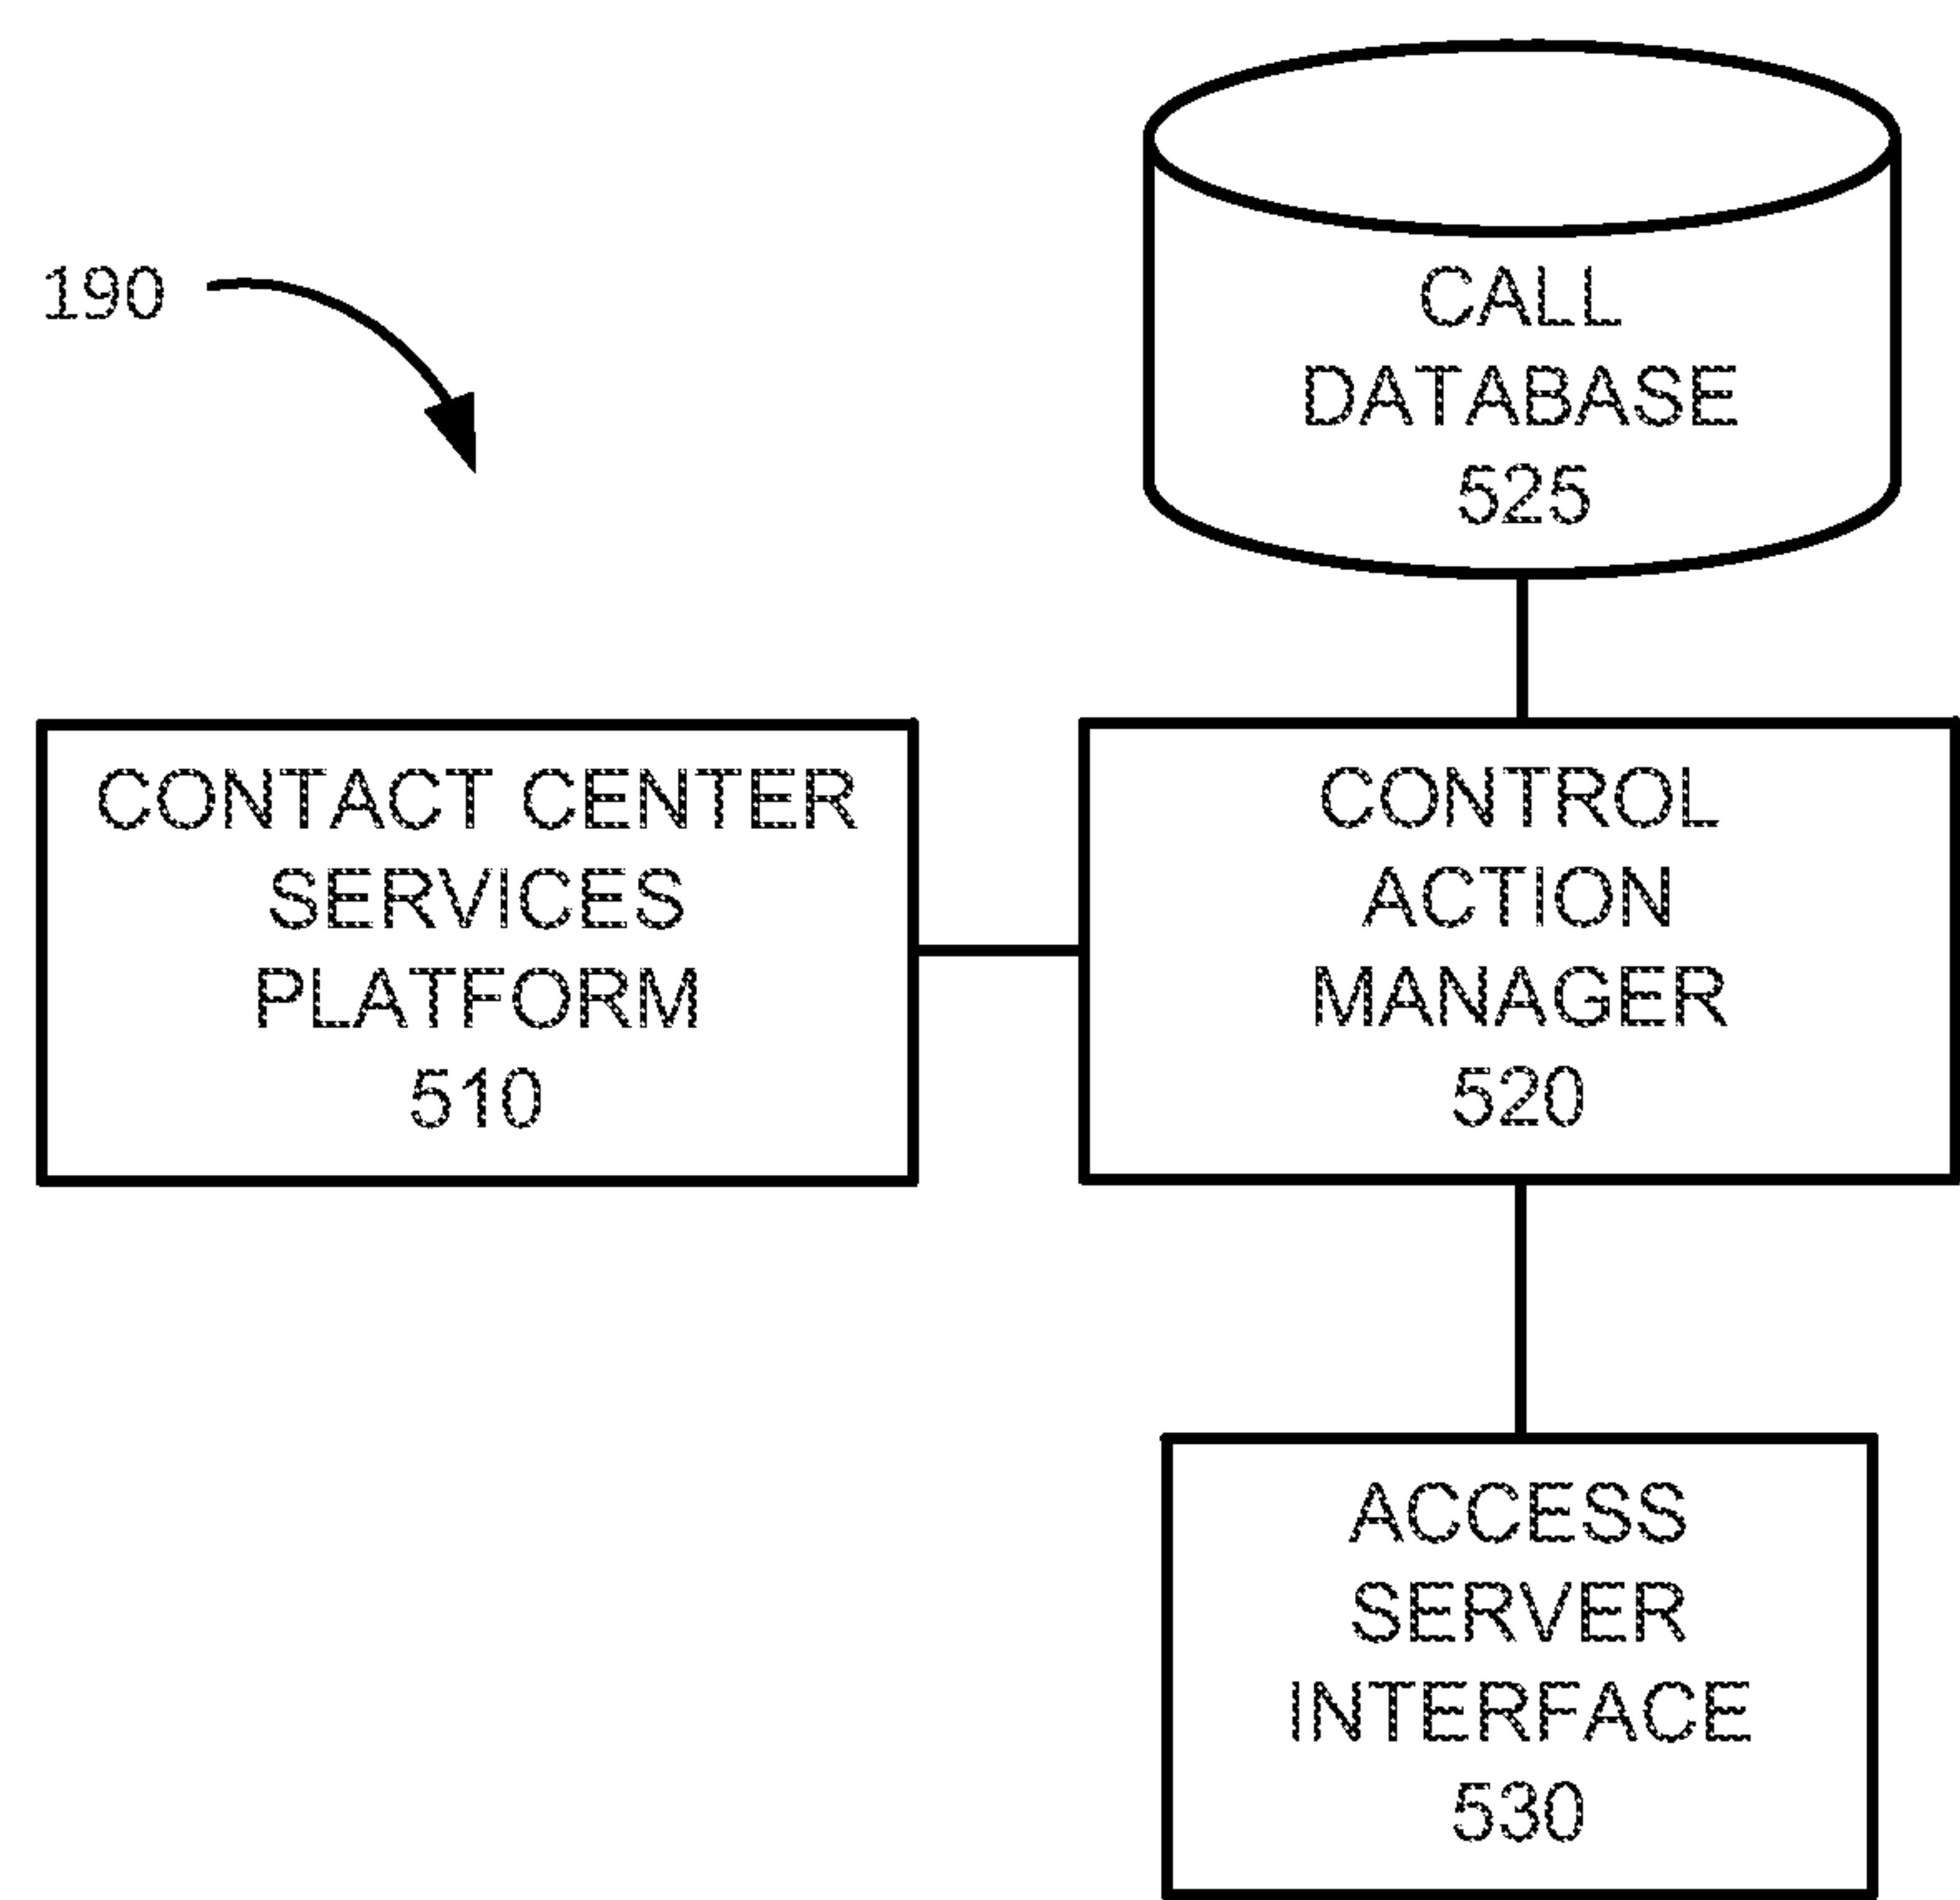 190
CALL
DATABASE
525
CONTACT CENTER
SERVICES
PLATFORM
510
CONTROL
ACTION
MANAGER
520
ACCESS
SERVER
INTERFACE
530